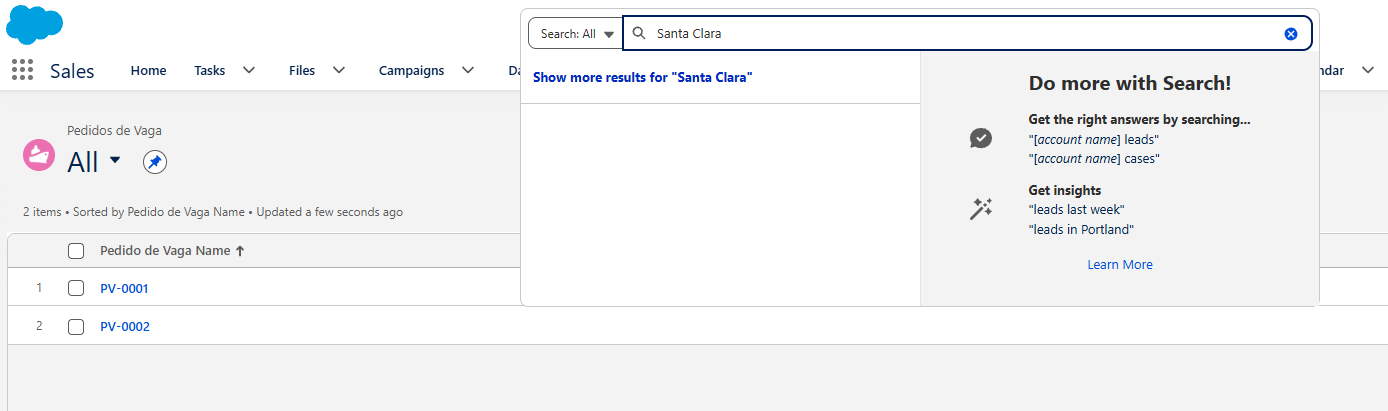 Search: All
Santa Clara
Sales
Home
Tasks
Files
Campaigns
Da
ndar
Show more results for "Santa Clara"
Do more with Search!
Get the right answers by searching...
"[account name] leads"
"[account name] cases"
Get insights
"leads last week"
"leads in Portland"
Learn More
Pedidos de Vaga
All
2 items • Sorted by Pedido de Vaga Name • Updated a few seconds ago
Pedido de Vaga Name
1 PV-0001
2 PV-0002